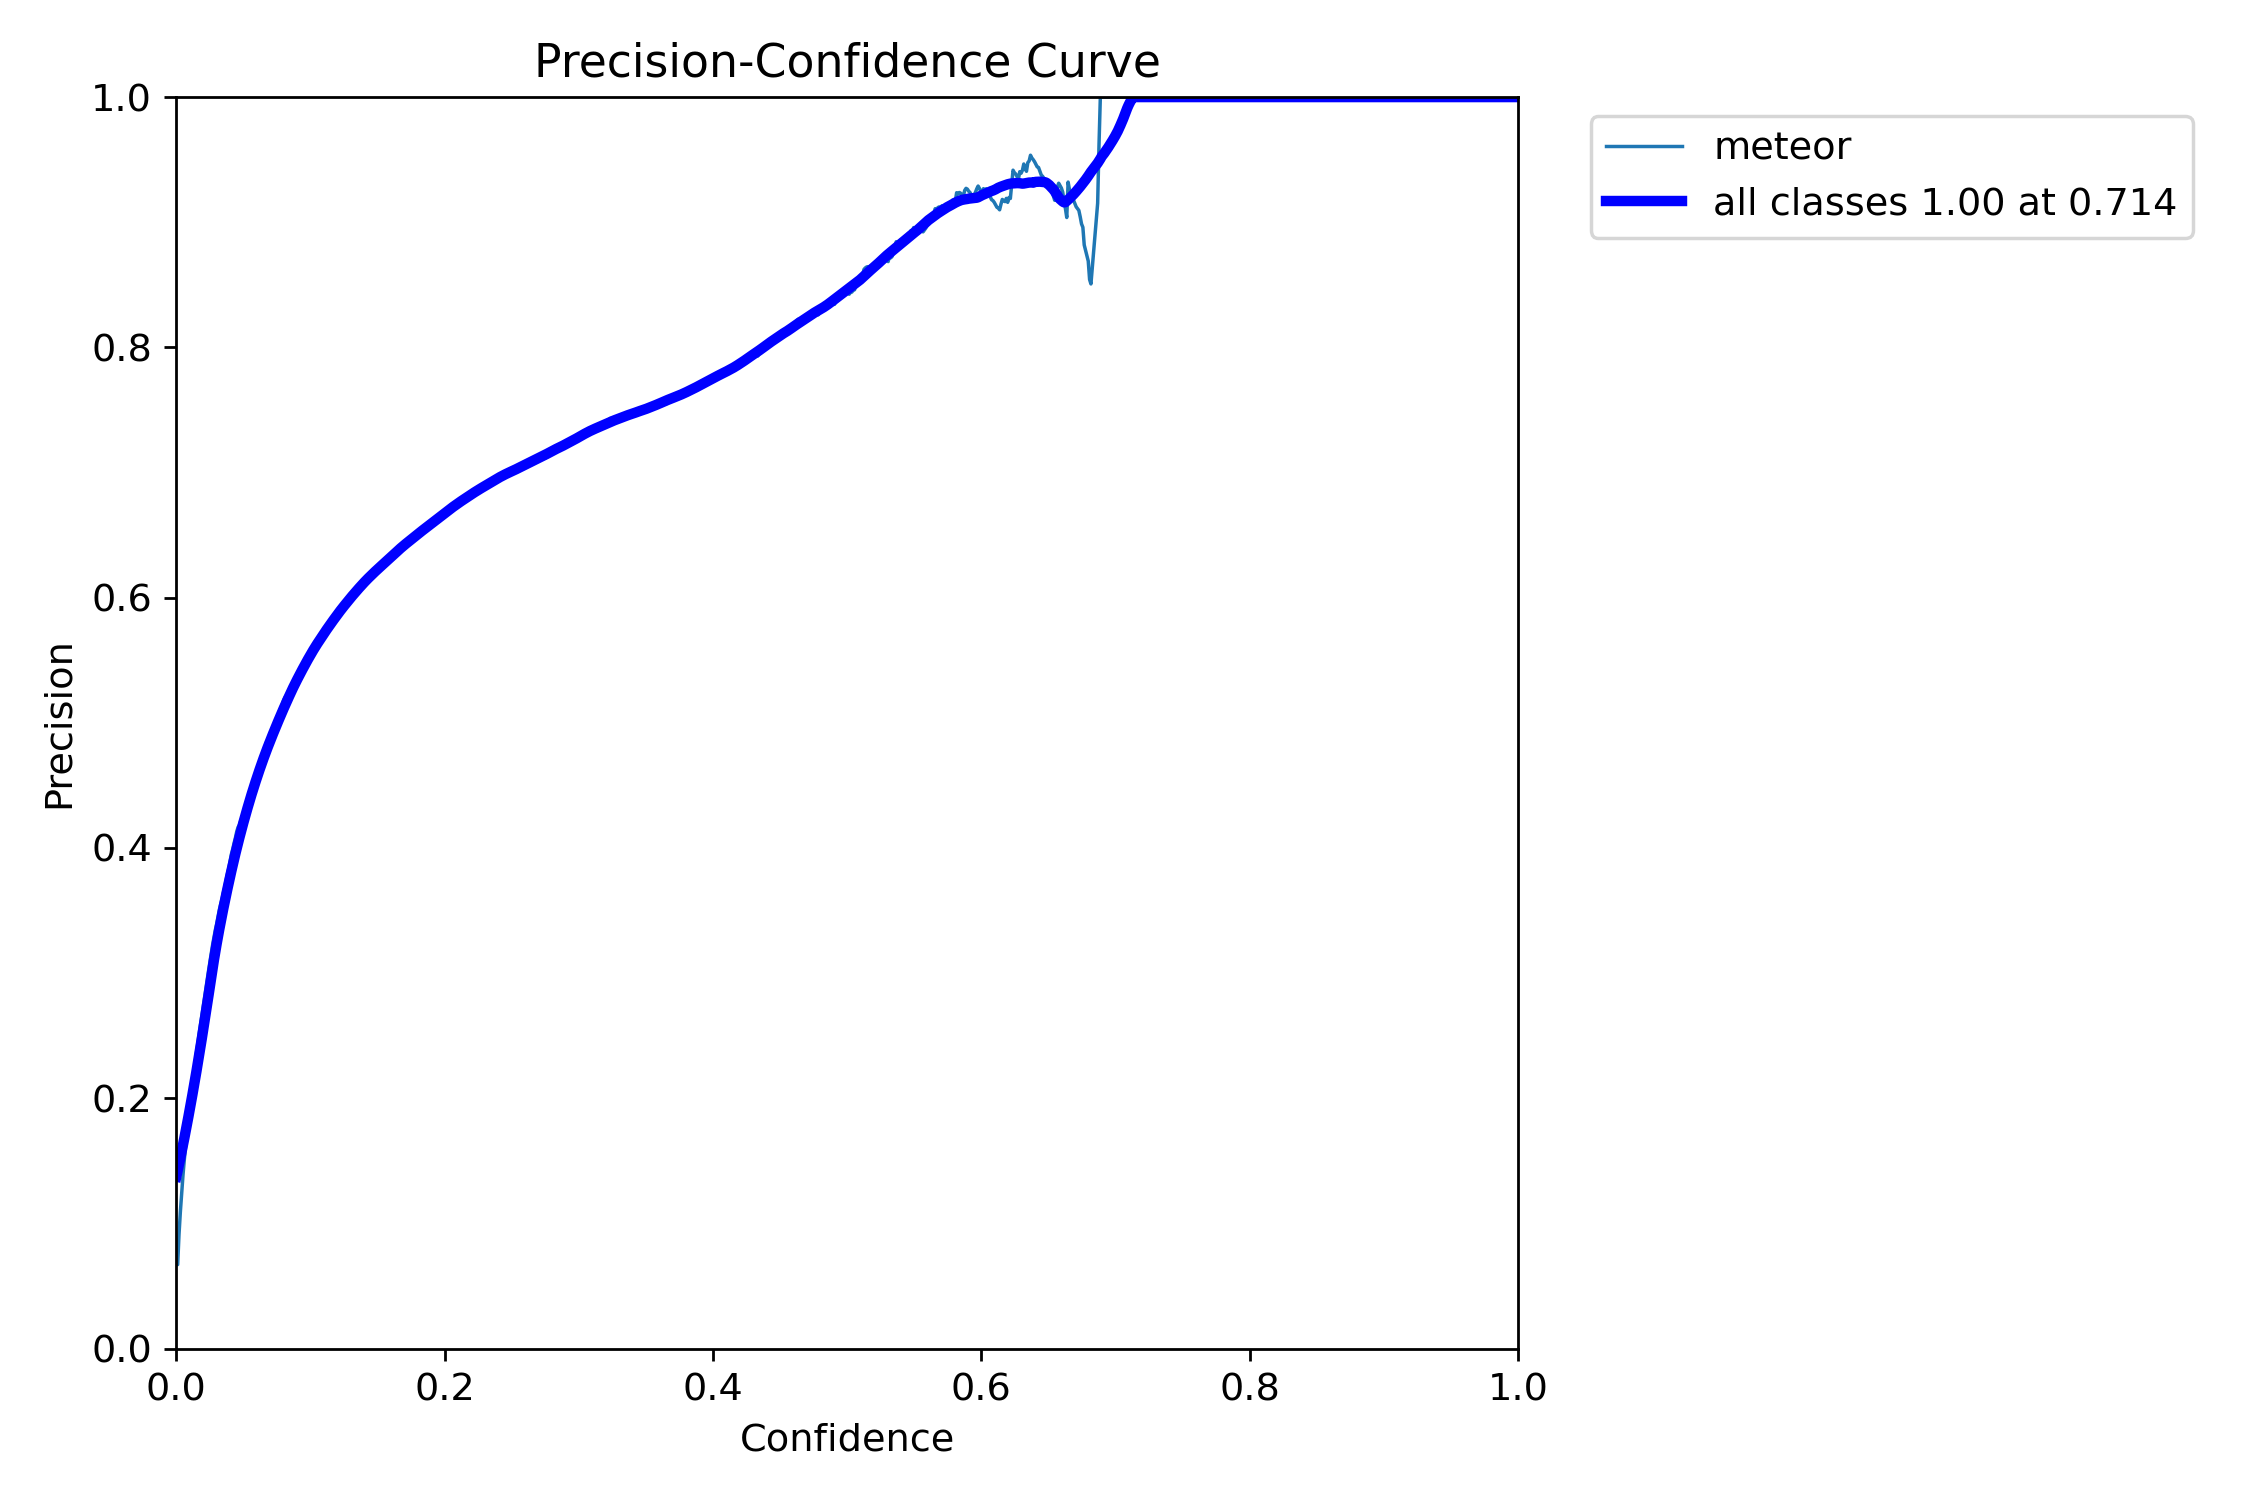 Precision-Confidence Curve
1.0
0.8
0.6
0.4
0.2
0.0
Precision
0.0 0.2 0.4 0.6 0.8 1.0
Confidence
meteor
all classes 1.00 at 0.714